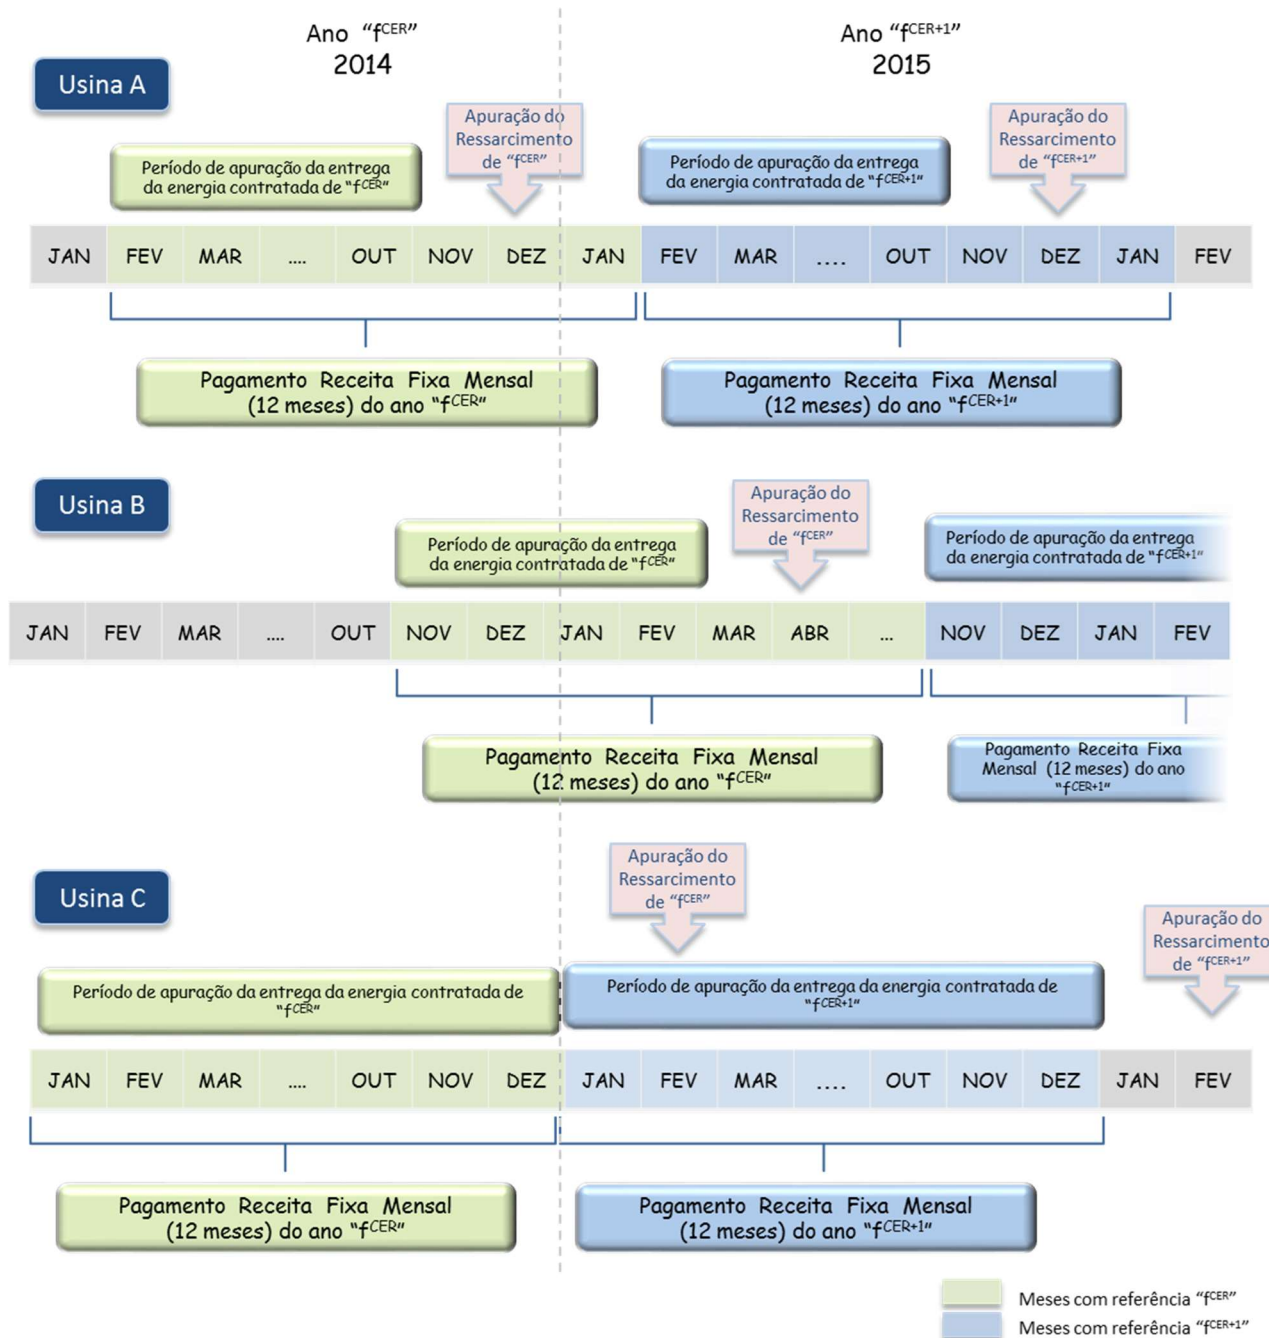 Ano “fCER”
2014
Ano “fCER+1”
2015
Usina A
Apuração do
Ressarcimento
de “fCER”
Apuração do
Ressarcimento
de “fCER+1”
Período de apuração da entrega
da energia contratada de “fCER”
Período de apuração da entrega
da energia contratada de “fCER+1”
JAN FEV MAR .... OUT NOV DEZ JAN FEV MAR .... OUT NOV DEZ JAN FEV
Pagamento Receita Fixa Mensal
(12 meses) do ano “fCER”
Pagamento Receita Fixa Mensal
(12 meses) do ano “fCER+1”
Usina B
Apuração do
Ressarcimento
de “fCER”
Período de apuração da entrega
da energia contratada de “fCER”
Período de apuração da entrega
da energia contratada de “fCER+1”
JAN FEV MAR .... OUT NOV DEZ JAN FEV MAR ABR ... NOV DEZ JAN FEV
Pagamento Receita Fixa Mensal
(12 meses) do ano “fCER”
Pagamento Receita Fixa
Mensal (12 meses) do ano
“fCER+1”
Usina C
Apuração do
Ressarcimento
de “fCER”
Apuração do
Ressarcimento
de “fCER+1”
Período de apuração da entrega da energia contratada de
“fCER”
Período de apuração da entrega da energia contratada de
“fCER+1”
JAN FEV MAR .... OUT NOV DEZ JAN FEV MAR .... OUT NOV DEZ JAN FEV
Pagamento Receita Fixa Mensal
(12 meses) do ano “fCER”
Pagamento Receita Fixa Mensal
(12 meses) do ano “fCER+1”
Meses com referência “fCER”
Meses com referência “fCER+1”